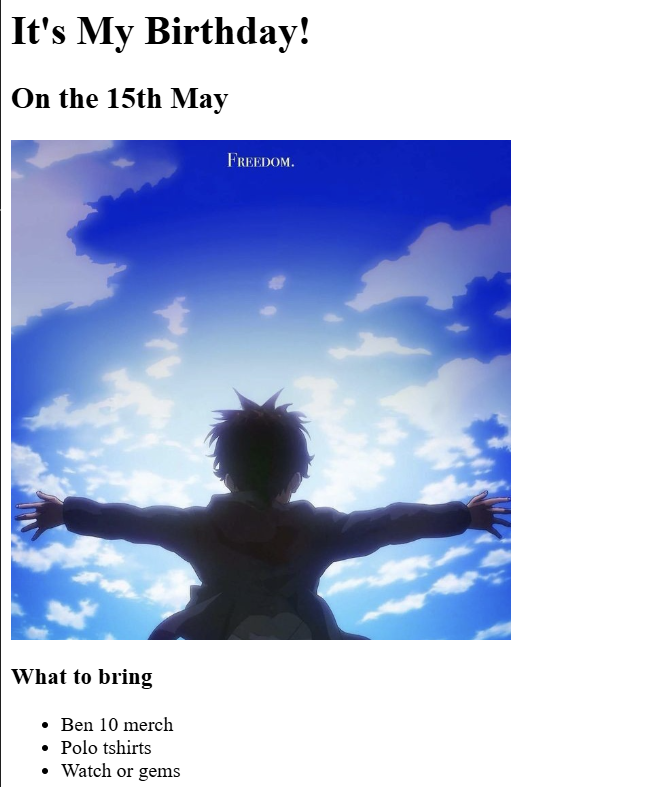 It's My Birthday!
On the 15th May
FREEDOM.
What to bring
Ben 10 merch
Polo tshirts
Watch or gems